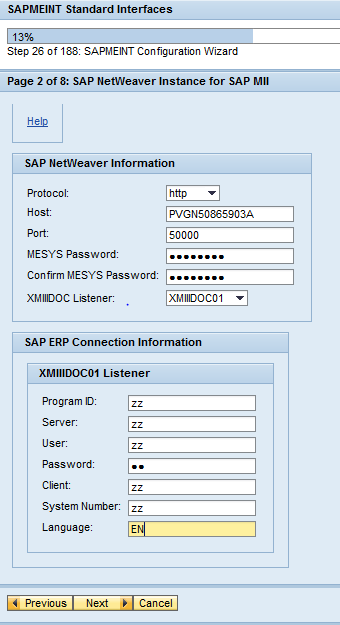 SAPMEINT Standard Interfaces
13%
Step 26 of 188: SAPMEINT Configuration Wizard
Page 2 of 8: SAP NetWeaver Instance for SAP MII
Help
SAP NetWeaver Information
Protocol: http
Host: PVGN50865903A
Port: 50000
MESYS Password: ●●●●●●●●
Confirm MESYS Password: ●●●●●●●●
XMIIIDOC Listener: XMIIIDOC01
SAP ERP Connection Information
XMIIIDOC01 Listener
Program ID: zz
Server: zz
User: zz
Password: ●●
Client: zz
System Number: zz
Language: EN
Previous Next Cancel